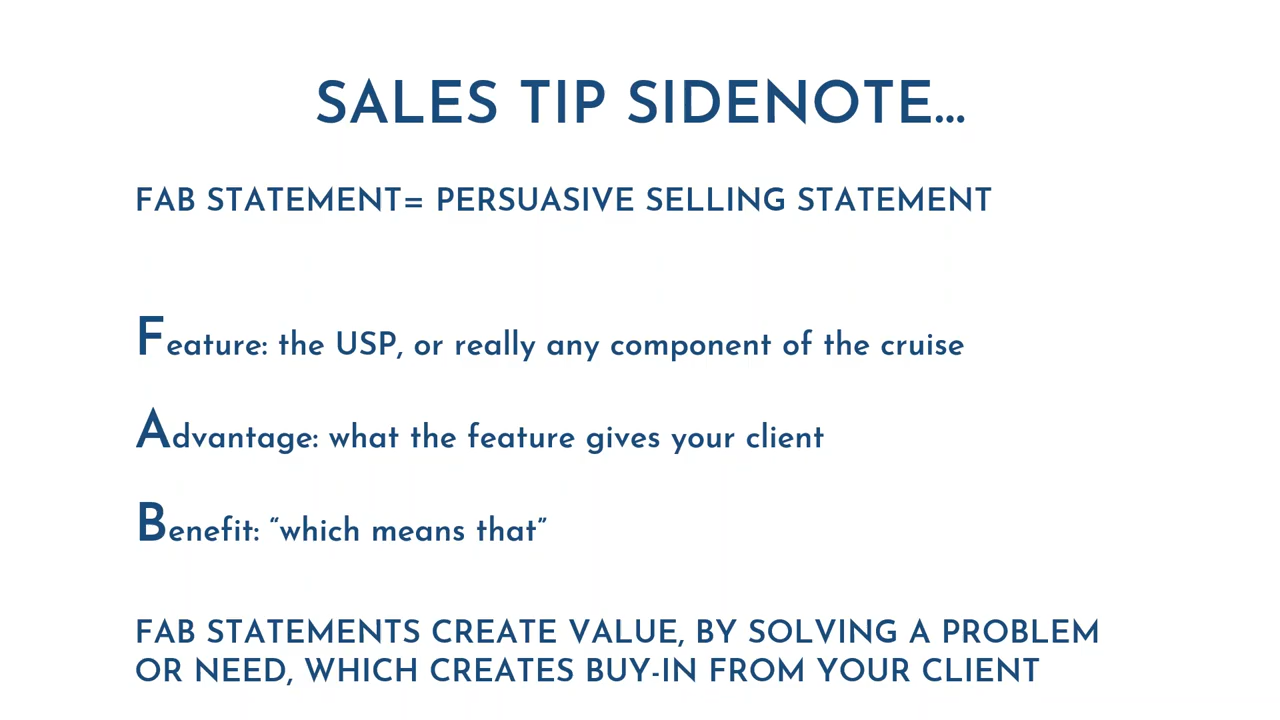 SALES TIP SIDENOTE...
FAB STATEMENT= PERSUASIVE SELLING STATEMENT
Feature: the USP, or really any component of the cruise
Advantage: what the feature gives your client
Benefit: “which means that”
FAB STATEMENTS CREATE VALUE, BY SOLVING A PROBLEM
OR NEED, WHICH CREATES BUY-IN FROM YOUR CLIENT